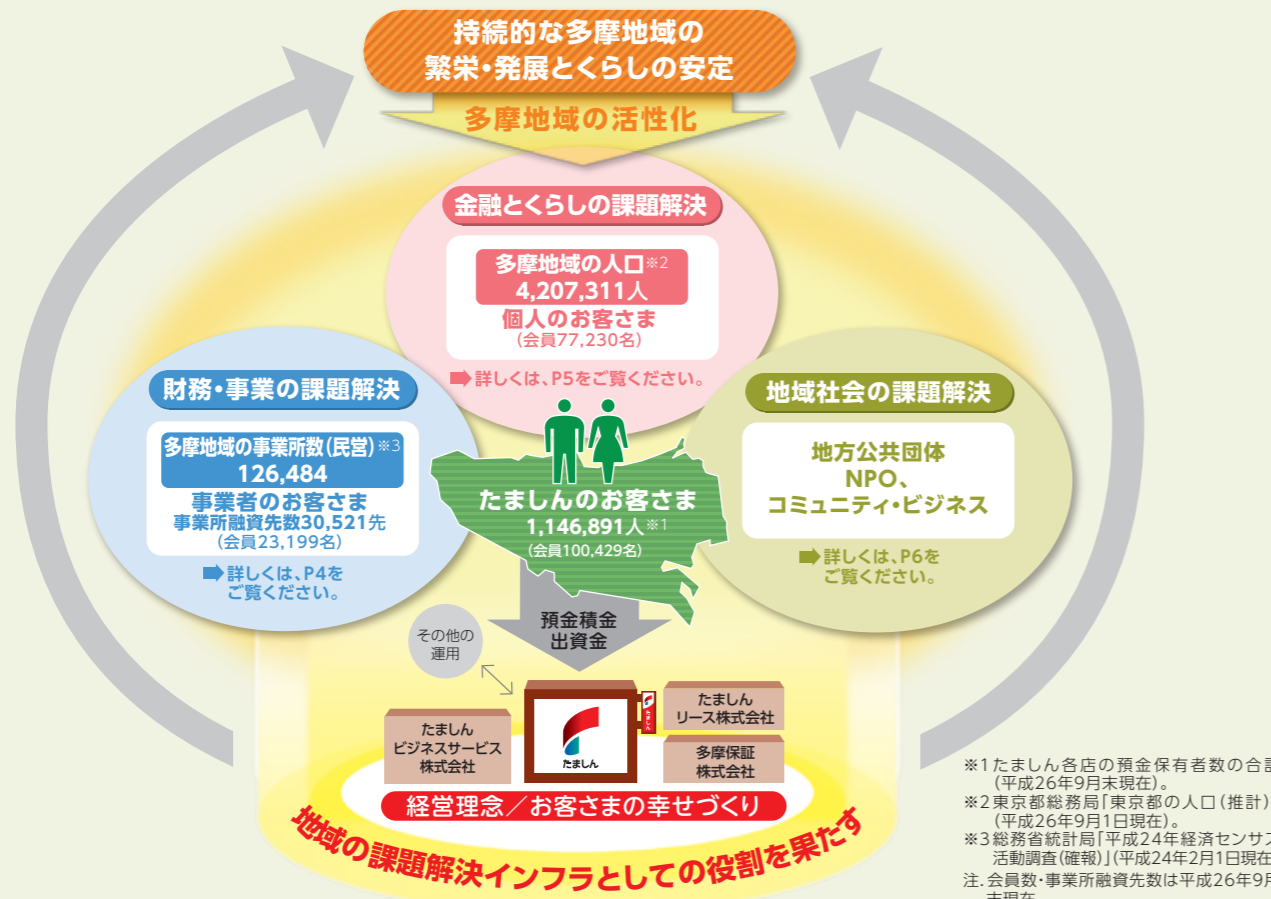 持続的な多摩地域の
繁栄・発展とくらしの安定
多摩地域の活性化
金融とくらしの課題解決
多摩地域の人口※2
4,207,311人
個人のお客さま
(会員77,230名)
詳しくは、P5をご覧ください。
財務・事業の課題解決
多摩地域の事業所数(民営)※3
126,484
事業者のお客さま
事業所融資先数30,521先
(会員23,199名)
詳しくは、P4を
ご覧ください。
地域社会の課題解決
地方公共団体
NPO、
コミュニティ・ビジネス
詳しくは、P6を
ご覧ください。
たましんのお客さま
1,146,891人※1
(会員100,429名)
預金積金
出資金
その他の
運用
たましん
ビジネスサービス
株式会社
たましん
たましん
たましん
リース株式会社
多摩保証
株式会社
経営理念／お客さまの幸せづくり
地域の課題解決インフラとしての役割を果たす
※1たましん各店の預金保有者数の合計
(平成26年9月末現在)。
※2東京都総務局「東京都の人口(推計)
(平成26年9月1日現在)。
※3総務省統計局「平成24年経済センサス
活動調査(確報)」(平成24年2月1日現在
注.会員数・事業所融資先数は平成26年9月
末現在